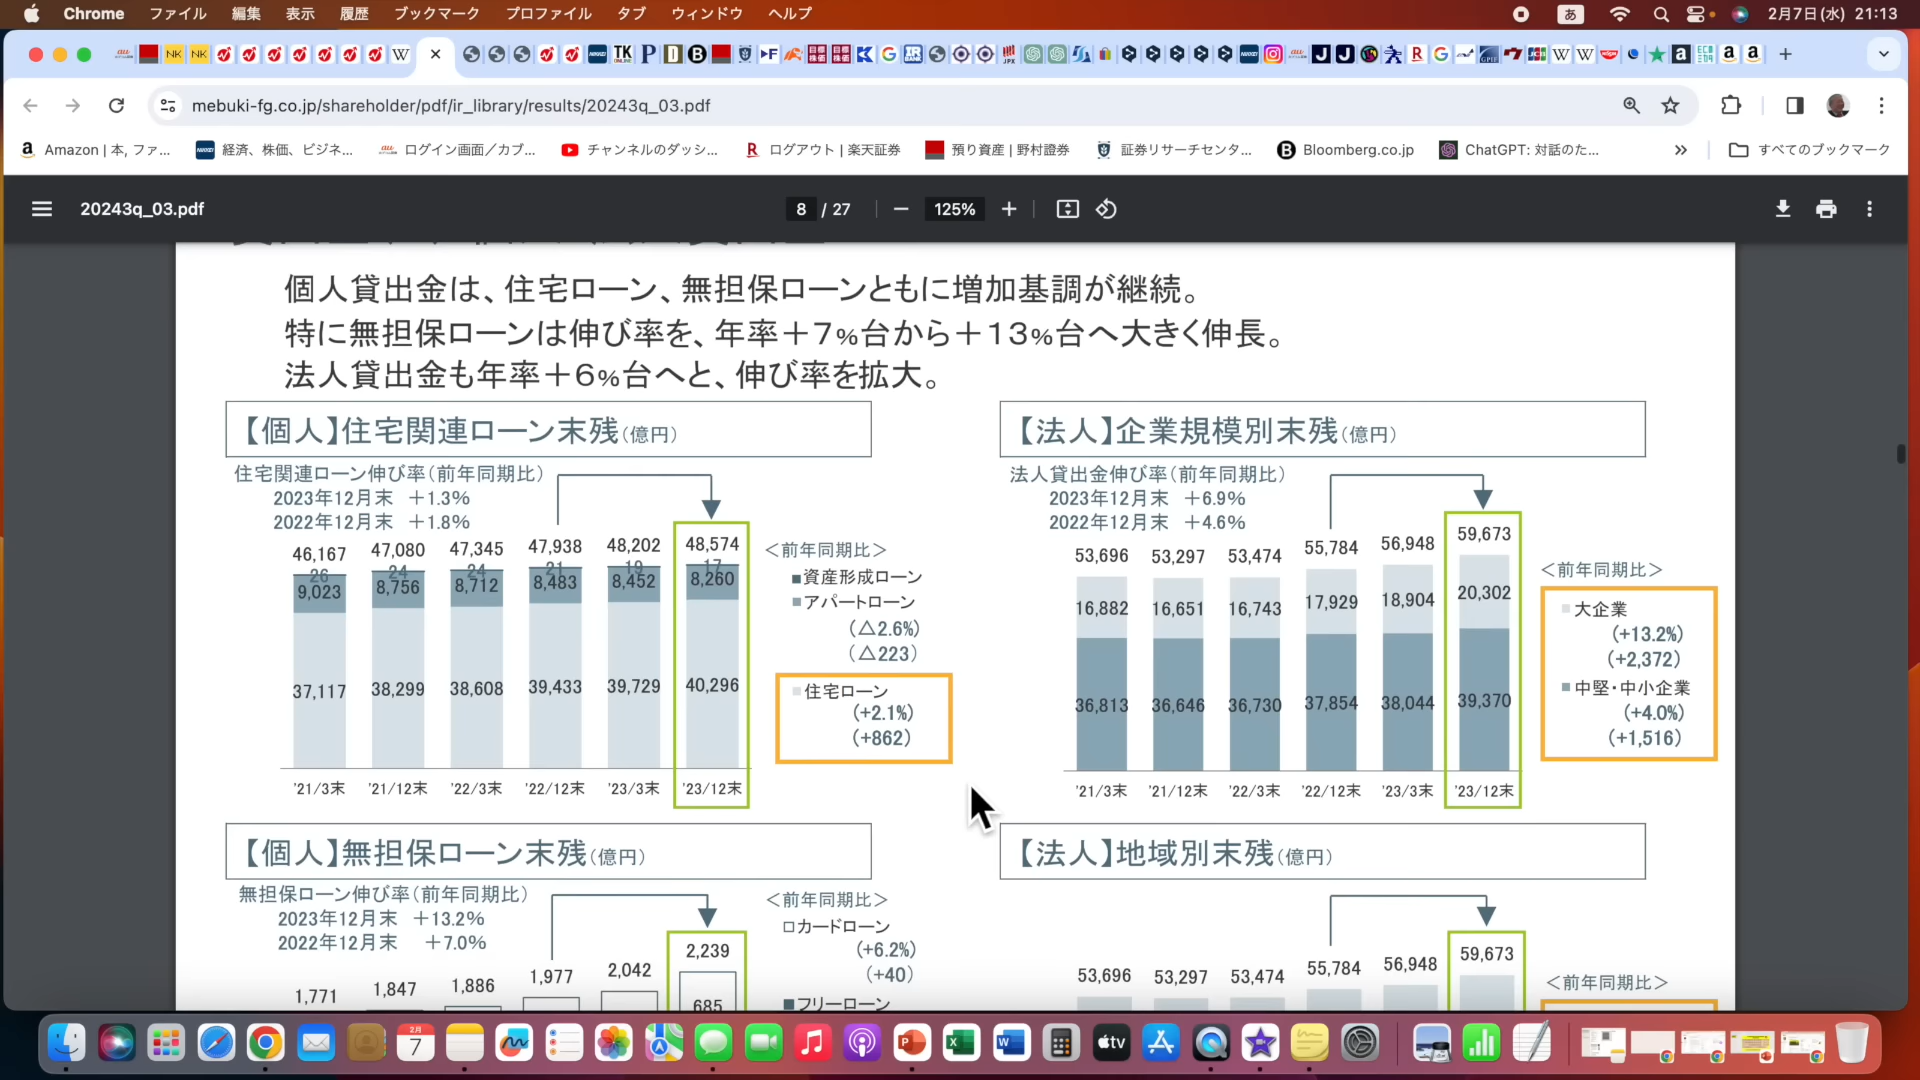 Chrome ファイル 編集 表示 履歴 ブックマーク プロファイル タブ ウィンドウ ヘルプ
あ 2月7日(水) 21:13
mebuki-fg.co.jp/shareholder/pdf/ir_library/results/20243q_03.pdf
Amazon | 本, ファ... 経済、株価、ビジネ... ログイン画面／カブ... チャンネルのダッシ... ログアウト | 楽天証券 預り資産 | 野村證券 証券リサーチセンタ... Bloomberg.co.jp ChatGPT: 対話のた... » すべてのブックマーク
20243q_03.pdf 8 / 27 125%
個人貸出金は、住宅ローン、無担保ローンともに増加基調が継続。
特に無担保ローンは伸び率を、年率＋７%台から＋１３%台へ大きく伸長。
法人貸出金も年率＋６%台へと、伸び率を拡大。
【個人】住宅関連ローン末残(億円)
住宅関連ローン伸び率(前年同期比)
2023年12月末 ＋1.3%
2022年12月末 ＋1.8%
46,167 47,080 47,345 47,938 48,202 48,574
26 24 24 21 19 17
9,023 8,756 8,712 8,483 8,452 8,260
37,117 38,299 38,608 39,433 39,729 40,296
'21/3末 '21/12末 '22/3末 '22/12末 '23/3末 '23/12末
＜前年同期比＞
■資産形成ローン
■アパートローン
(△2.6%)
(△223)
住宅ローン
(+2.1%)
(+862)
【法人】企業規模別末残(億円)
法人貸出金伸び率(前年同期比)
2023年12月末 ＋6.9%
2022年12月末 ＋4.6%
53,696 53,297 53,474 55,784 56,948 59,673
16,882 16,651 16,743 17,929 18,904 20,302
36,813 36,646 36,730 37,854 38,044 39,370
'21/3末 '21/12末 '22/3末 '22/12末 '23/3末 '23/12末
＜前年同期比＞
大企業
(+13.2%)
(+2,372)
■中堅・中小企業
(+4.0%)
(+1,516)
【個人】無担保ローン末残(億円)
無担保ローン伸び率(前年同期比)
2023年12月末 ＋13.2%
2022年12月末 ＋7.0%
1,771 1,847 1,886 1,977 2,042 2,239
685
＜前年同期比＞
□カードローン
(+6.2%)
(+40)
■フリーローン
【法人】地域別末残(億円)
53,696 53,297 53,474 55,784 56,948 59,673
＜前年同期比＞
2月
7
tv